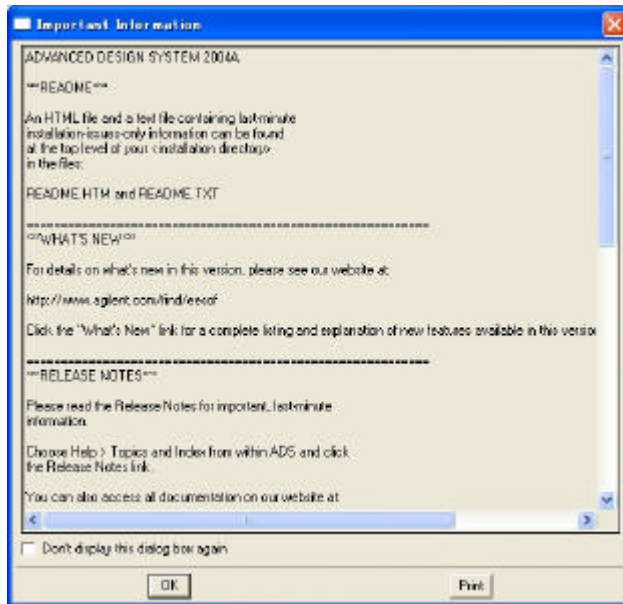 Important Information
ADVANCED DESIGN SYSTEM 2004A
***README***
An HTML file and a text file containing last-minute
installation-issues-only information can be found
at the top level of your <installation directory>
in the files:
README.HTM and README.TXT
========================================================
***WHAT'S NEW***
For details on what's new in this version, please see our website at:
http://www.agilent.com/find/eesof
Click the "What's New" link for a complete listing and explanation of new features available in this version
========================================================
***RELEASE NOTES***
Please read the Release Notes for important, last-minute
information.
Choose Help > Topics and Index from within ADS and click
the Release Notes link.
You can also access all documentation on our website at
Don't display this dialog box again
OK
Print